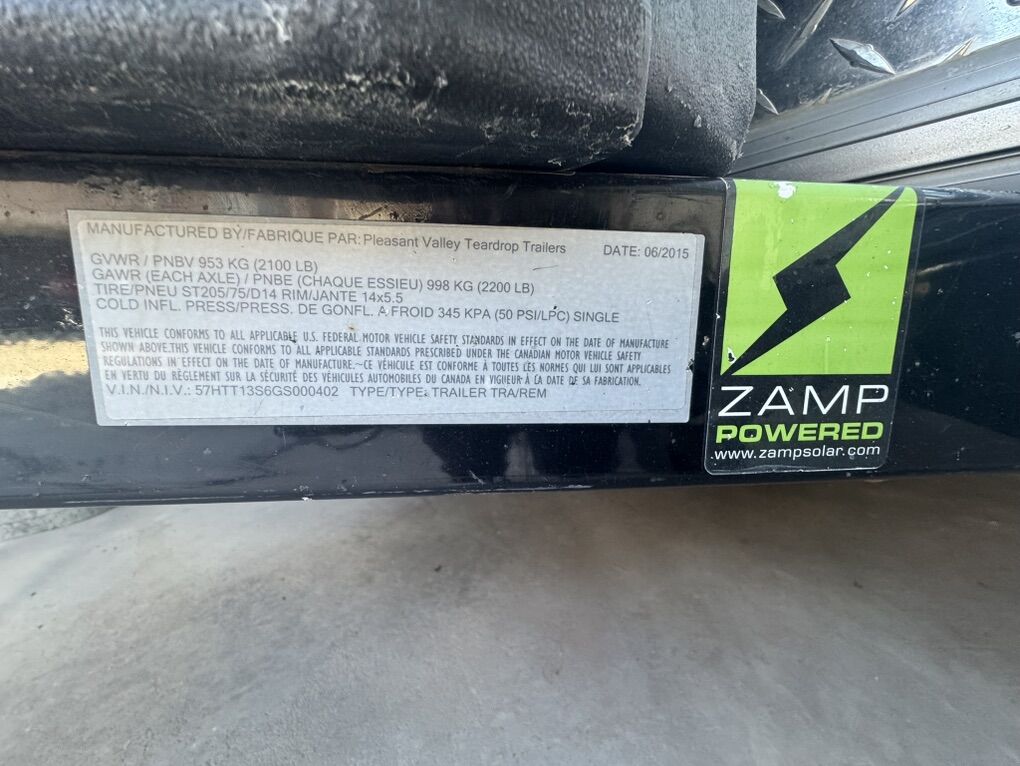 MANUFACTURED BY/FABRIQUE PAR: Pleasant Valley Teardrop Trailers DATE: 06/2015
GVWR / PNBV 953 KG (2100 LB)
GAWR (EACH AXLE) / PNBE (CHAQUE ESSIEU) 998 KG (2200 LB)
TIRE/PNEU ST205/75/D14 RIM/JANTE 14x5.5
COLD INFL. PRESS/PRESS. DE GONFL. A FROID 345 KPA (50 PSI/LPC) SINGLE
THIS VEHICLE CONFORMS TO ALL APPLICABLE U.S. FEDERAL MOTOR VEHICLE SAFETY STANDARDS IN EFFECT ON THE DATE OF MANUFACTURE
SHOWN ABOVE.THIS VEHICLE CONFORMS TO ALL APPLICABLE STANDARDS PRESCRIBED UNDER THE CANADIAN MOTOR VEHICLE SAFETY
REGULATIONS IN EFFECT ON THE DATE OF MANUFACTURE.~CE VÉHICULE EST CONFORME À TOUTES LES NORMES QUI LUI SONT APPLICABLES
EN VERTU DU RÈGLEMENT SUR LA SÉCURITÉ DES VÉHICULES AUTOMOBILES DU CANADA EN VIGUEUR À LA DATE DE SA FABRICATION.
V.I.N./N.I.V.: 57HTT13S6GS000402 TYPE/TYPE: TRAILER TRA/REM
ZAMP
POWERED
www.zampsolar.com